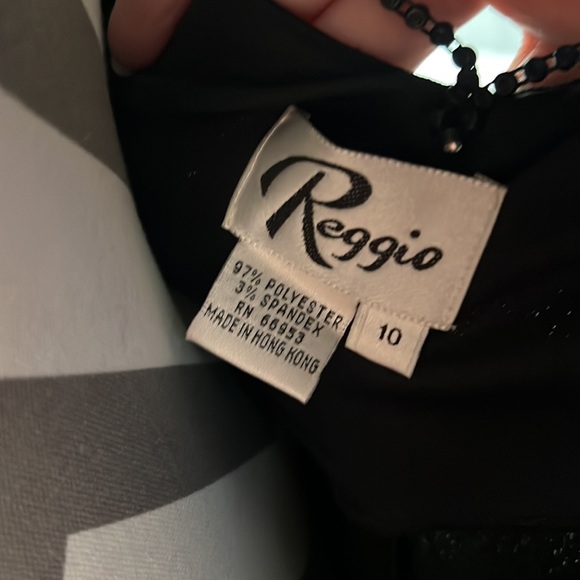 Reggio
97% POLYESTER
3% SPANDEX
RN 66953
MADE IN HONG KONG
10